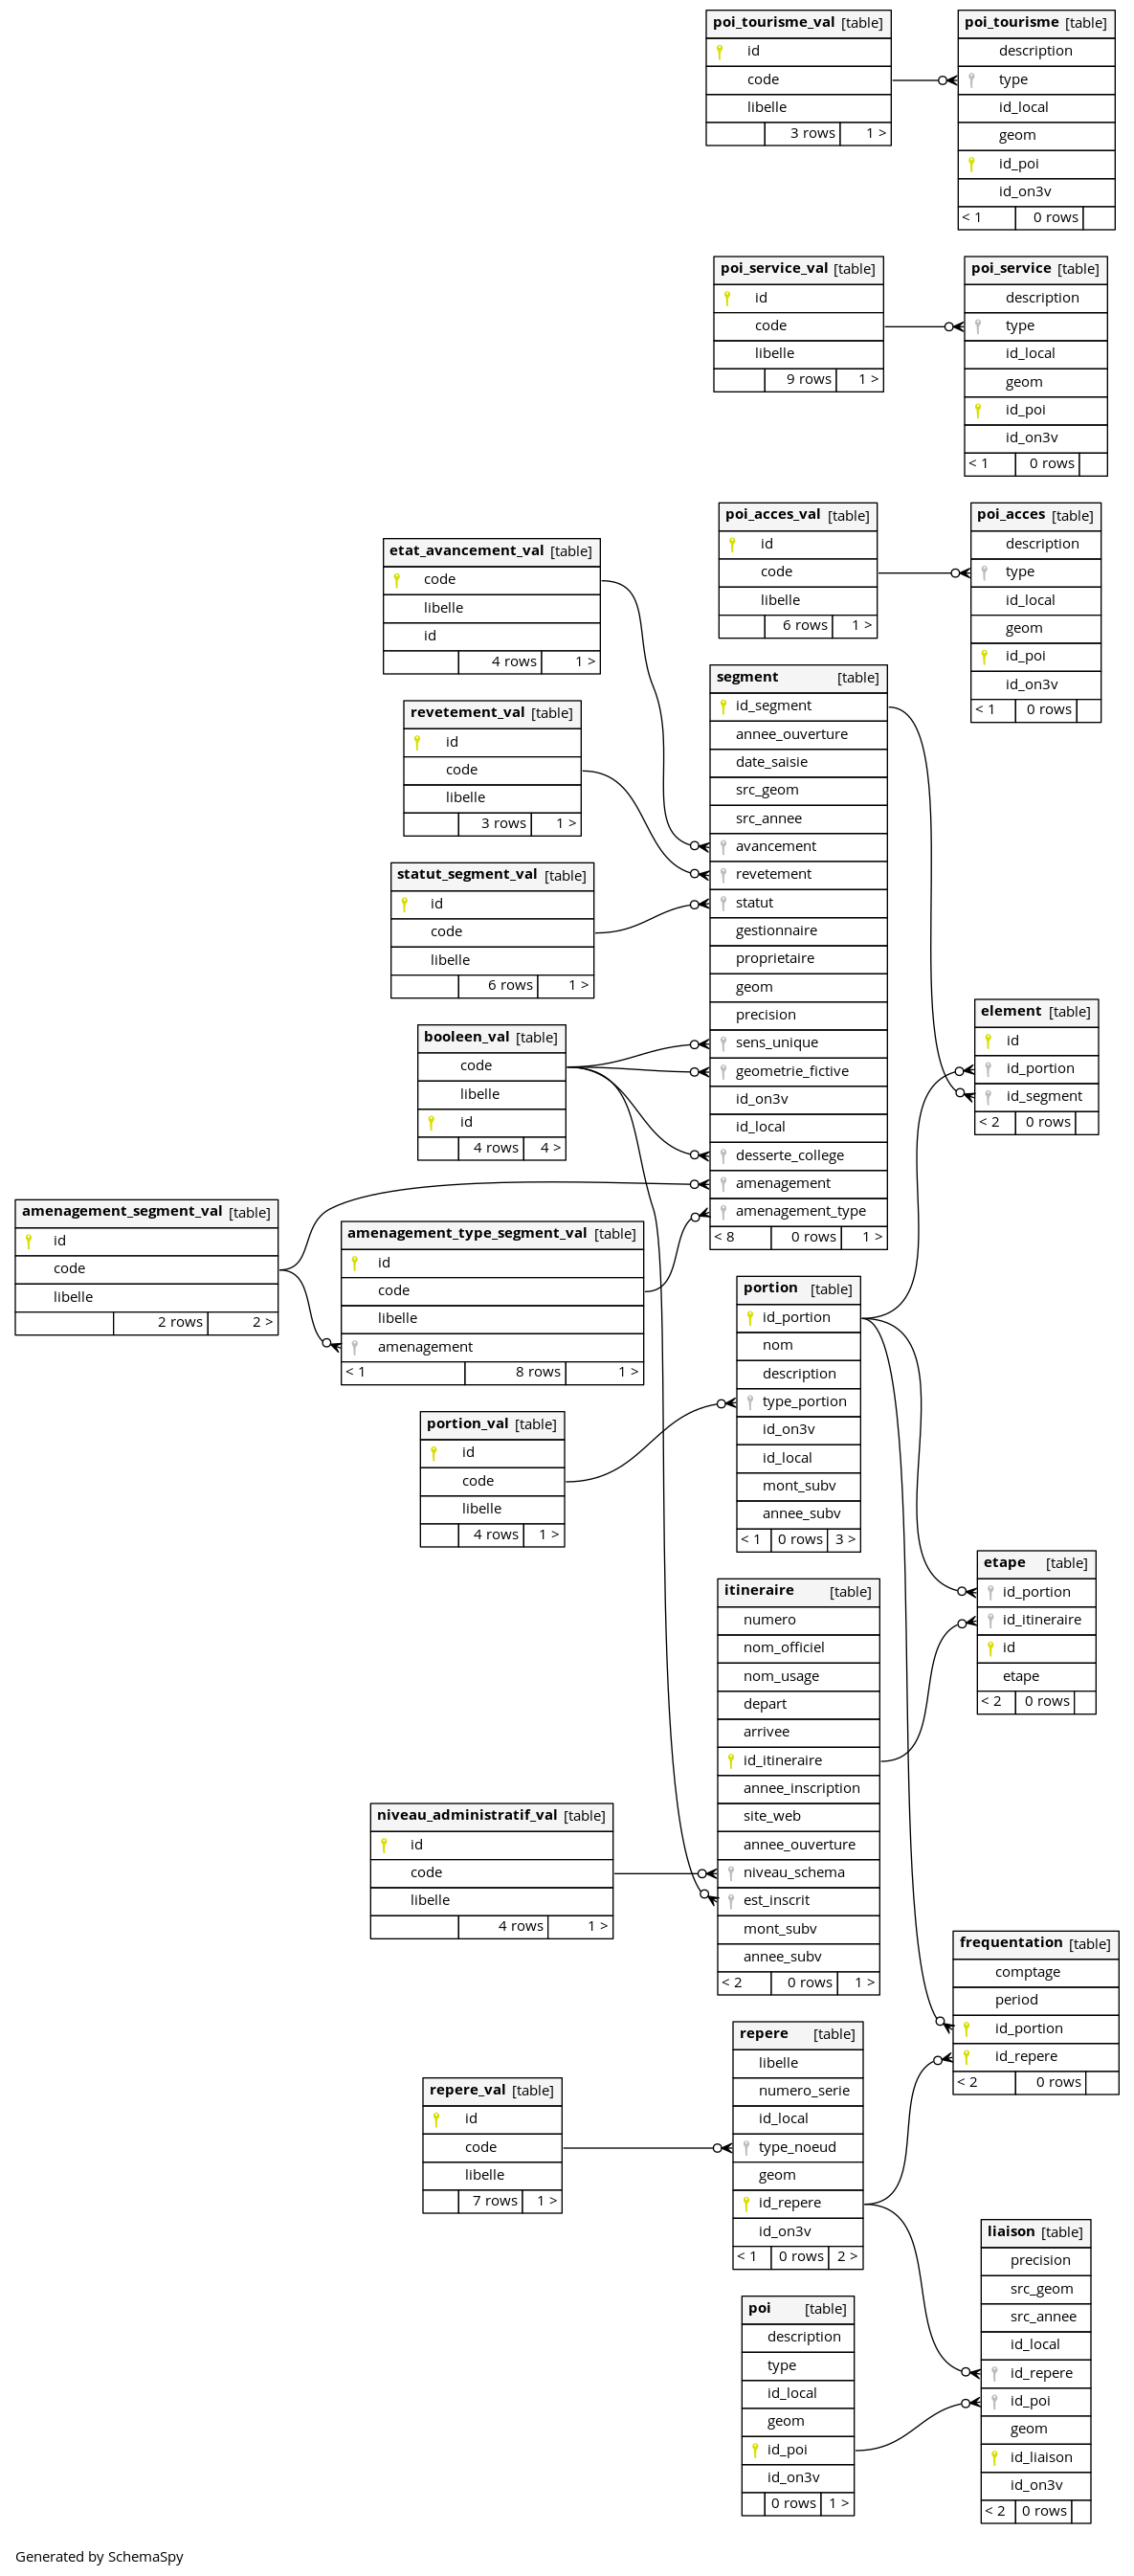 poi_tourisme_val [table]
id
code
libelle
3 rows 1 >
poi_tourisme [table]
description
type
id_local
geom
id_poi
id_on3v
< 1 0 rows
poi_service_val [table]
id
code
libelle
9 rows 1 >
poi_service [table]
description
type
id_local
geom
id_poi
id_on3v
< 1 0 rows
poi_acces_val [table]
id
code
libelle
6 rows 1 >
poi_acces [table]
description
type
id_local
geom
id_poi
id_on3v
< 1 0 rows
etat_avancement_val [table]
code
libelle
id
4 rows 1 >
revetement_val [table]
id
code
libelle
3 rows 1 >
statut_segment_val [table]
id
code
libelle
6 rows 1 >
booleen_val [table]
code
libelle
id
4 rows 4 >
segment [table]
id_segment
annee_ouverture
date_saisie
src_geom
src_annee
avancement
revetement
statut
gestionnaire
proprietaire
geom
precision
sens_unique
geometrie_fictive
id_on3v
id_local
desserte_college
amenagement
amenagement_type
< 8 0 rows 1 >
element [table]
id
id_portion
id_segment
< 2 0 rows
amenagement_segment_val [table]
id
code
libelle
2 rows 2 >
amenagement_type_segment_val [table]
id
code
libelle
amenagement
< 1 8 rows 1 >
portion_val [table]
id
code
libelle
4 rows 1 >
portion [table]
id_portion
nom
description
type_portion
id_on3v
id_local
mont_subv
annee_subv
< 1 0 rows 3 >
etape [table]
id_portion
id_itineraire
id
etape
< 2 0 rows
itineraire [table]
numero
nom_officiel
nom_usage
depart
arrivee
id_itineraire
annee_inscription
site_web
annee_ouverture
niveau_schema
est_inscrit
mont_subv
annee_subv
< 2 0 rows 1 >
niveau_administratif_val [table]
id
code
libelle
4 rows 1 >
frequentation [table]
comptage
period
id_portion
id_repere
< 2 0 rows
repere_val [table]
id
code
libelle
7 rows 1 >
repere [table]
libelle
numero_serie
id_local
type_noeud
geom
id_repere
id_on3v
< 1 0 rows 2 >
liaison [table]
precision
src_geom
src_annee
id_local
id_repere
id_poi
geom
id_liaison
id_on3v
< 2 0 rows
poi [table]
description
type
id_local
geom
id_poi
id_on3v
0 rows 1 >
Generated by SchemaSpy